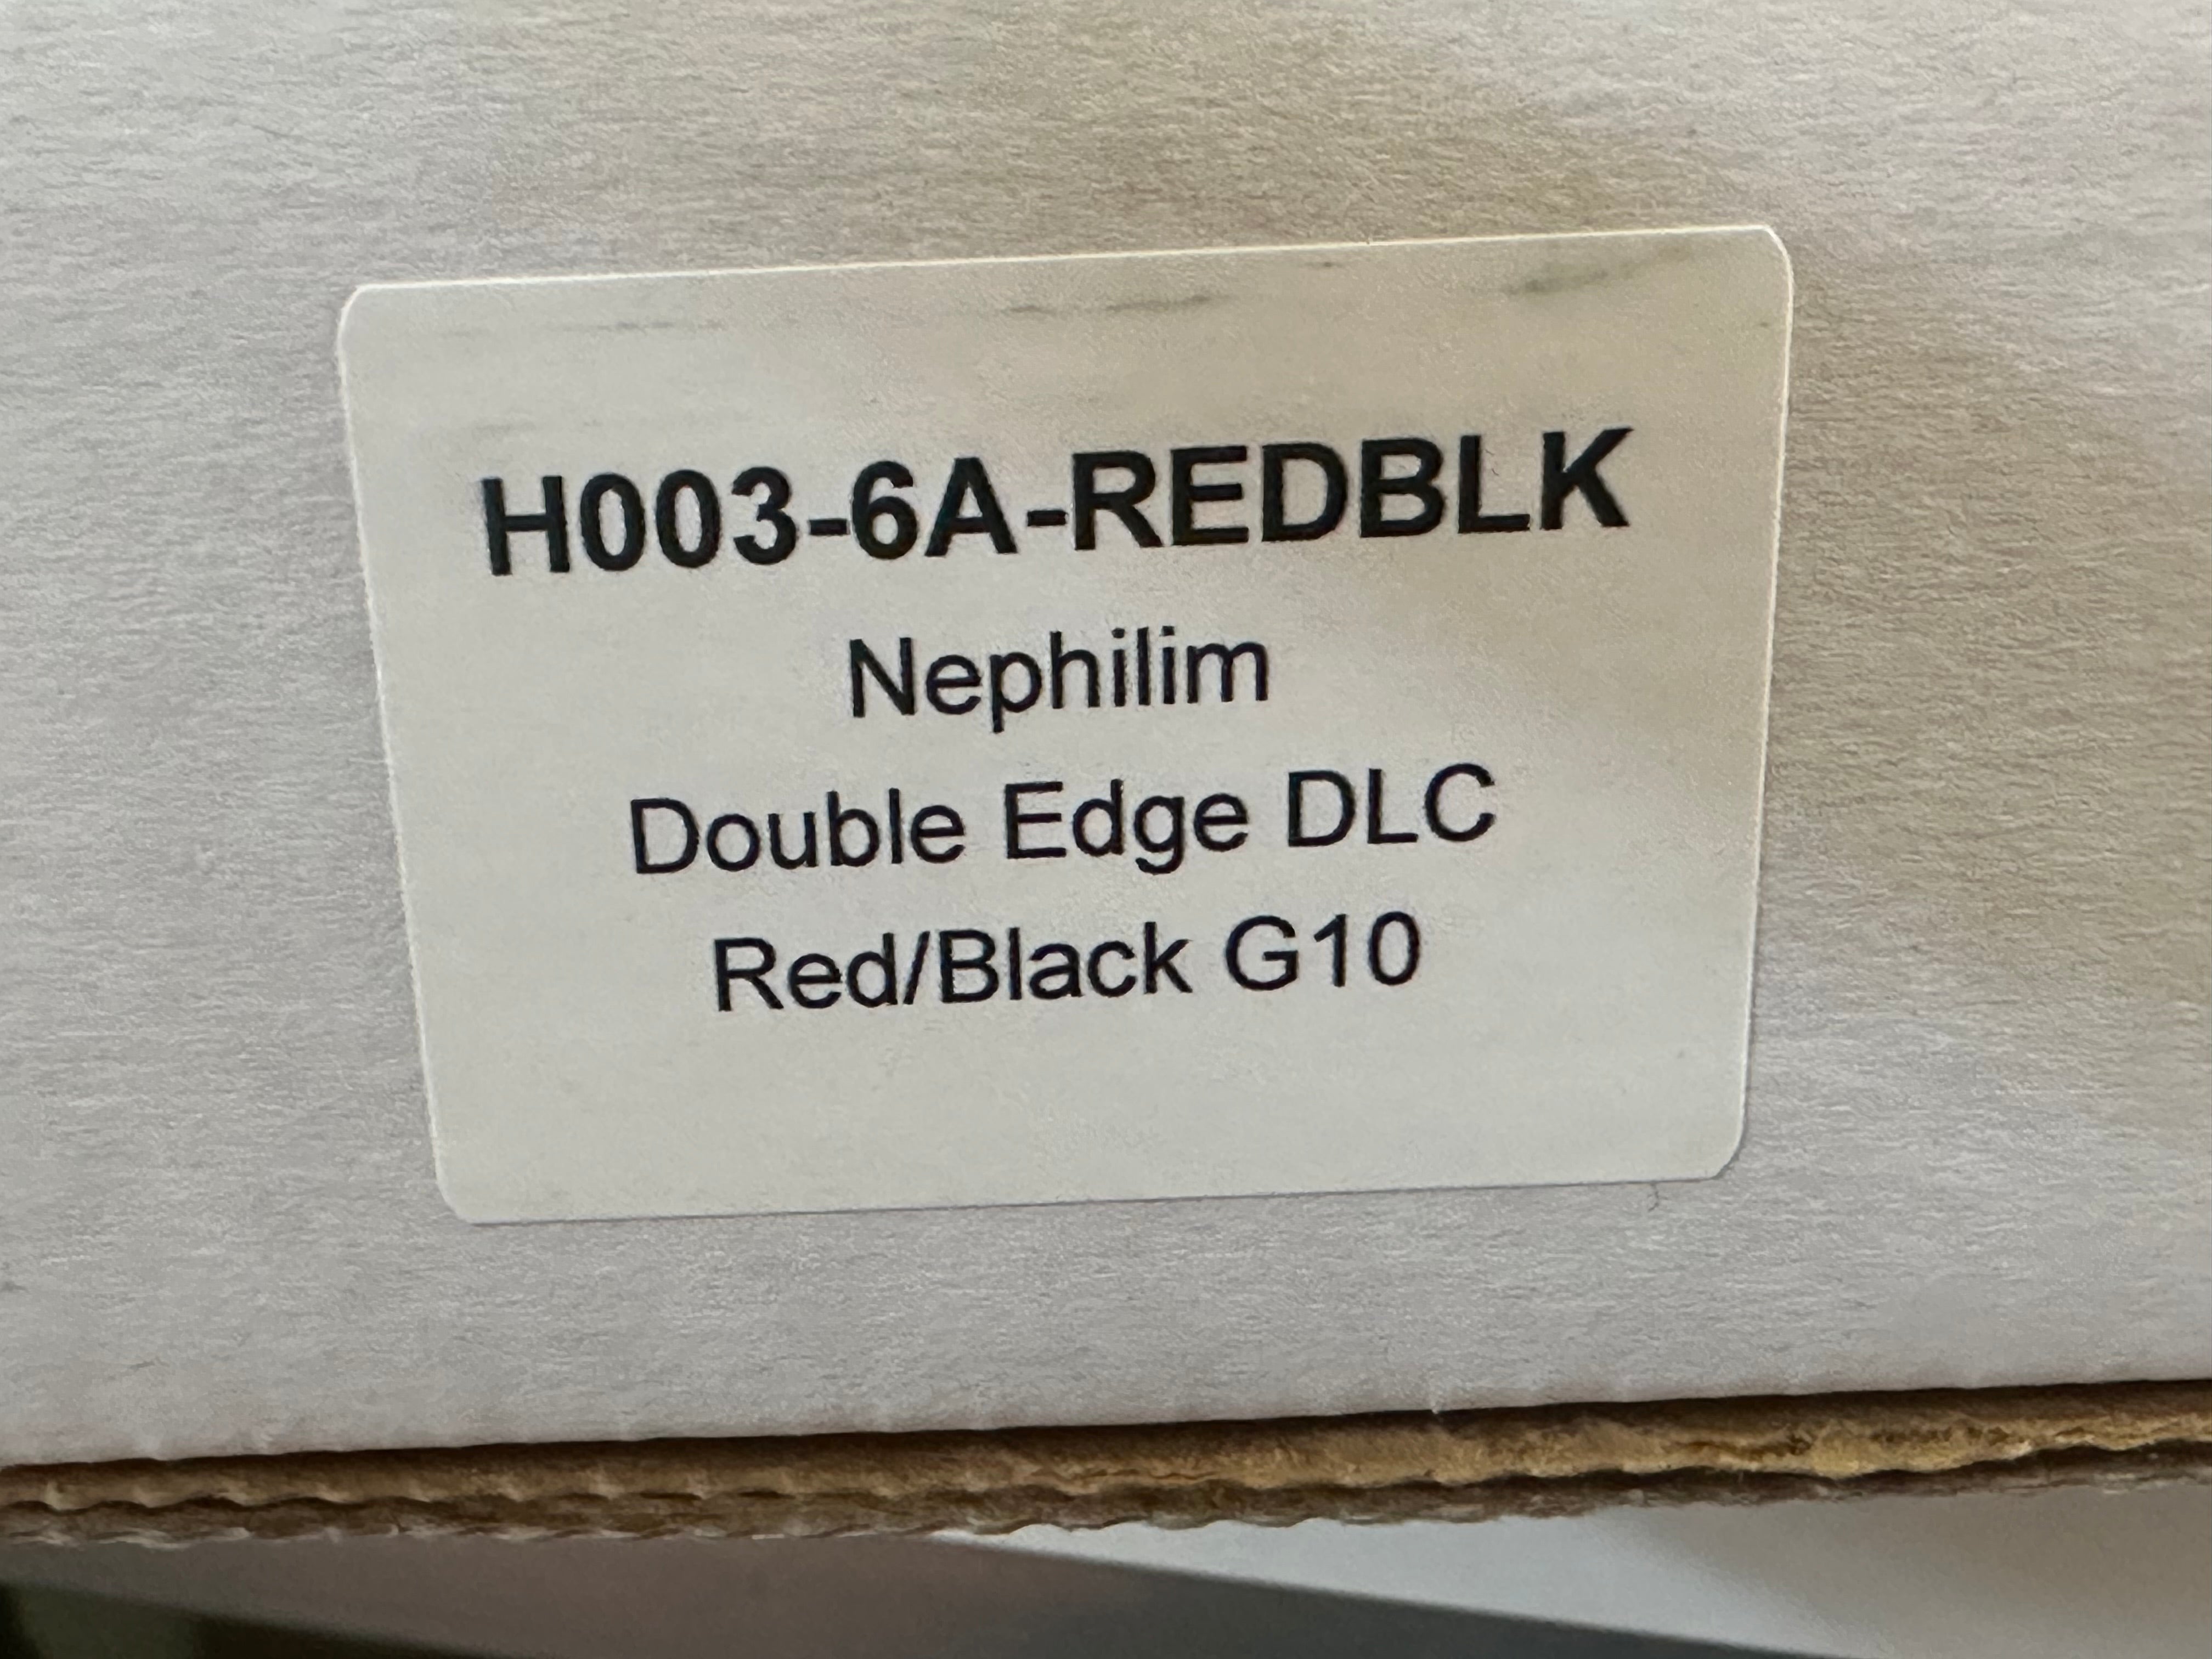 H003-6A-REDBLK
Nephilim
Double Edge DLC
Red/Black G10